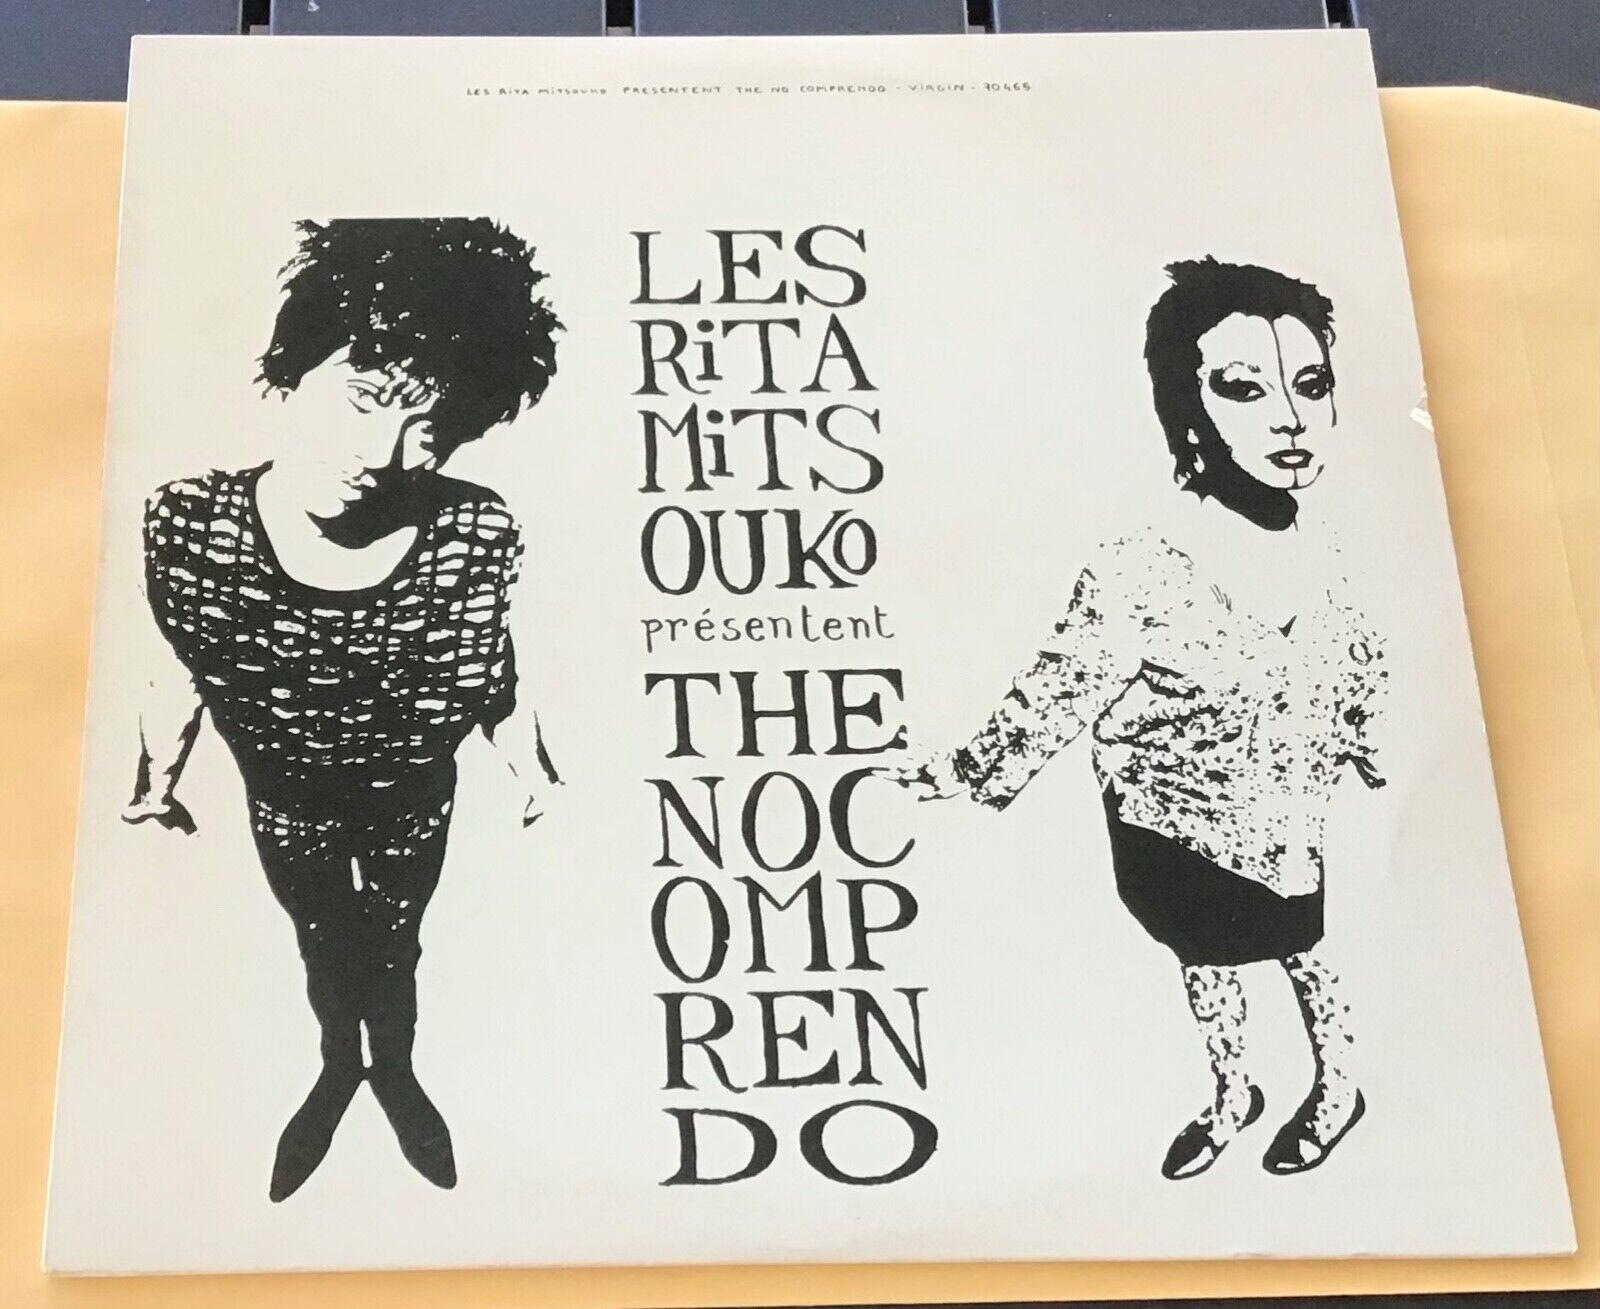 LES RiTA MiTSOUKO PRESENTENT THE NO COMPRENDO - ViRGiN - 70465
LES
RiTA
MiTS
OUKO
présentent
THE
NOC
OMP
REN
DO